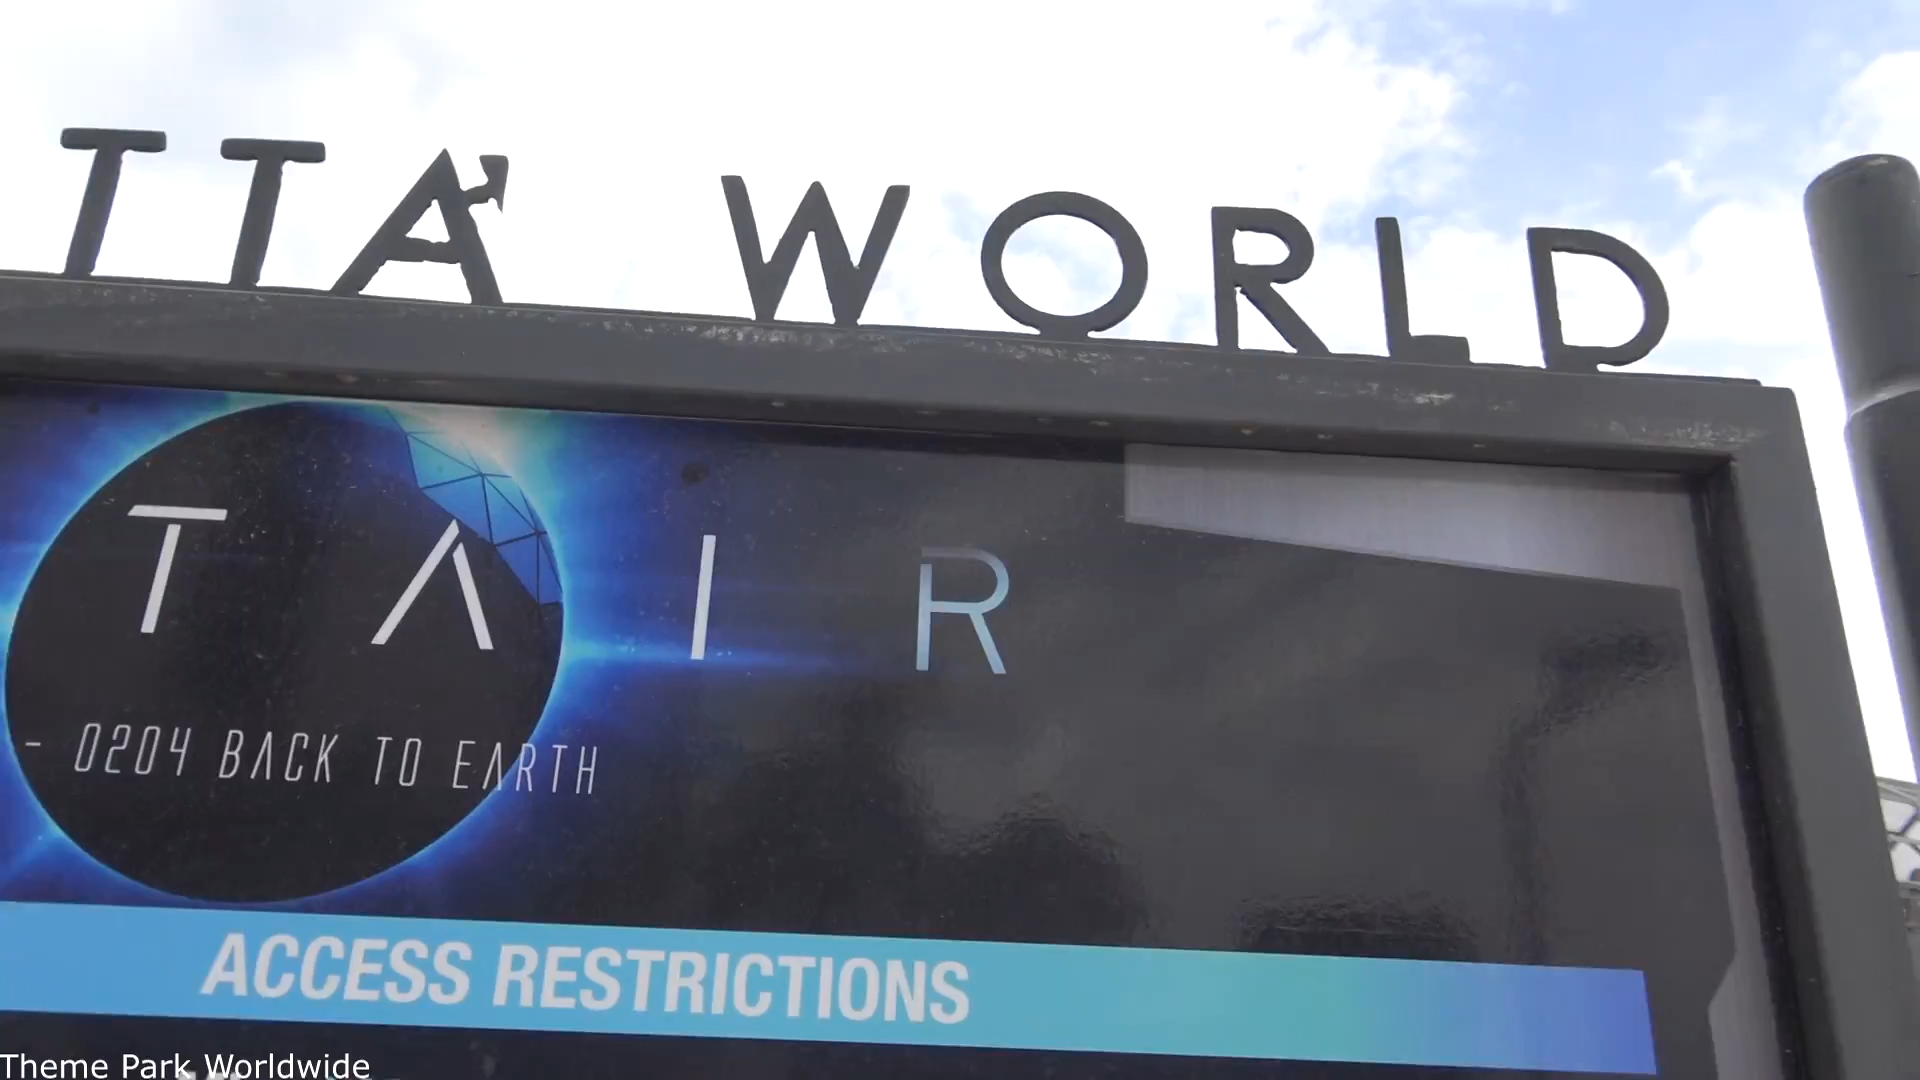 TTA' WORLD
TAIR
- 0204 BACK TO EARTH
ACCESS RESTRICTIONS
Theme Park Worldwide